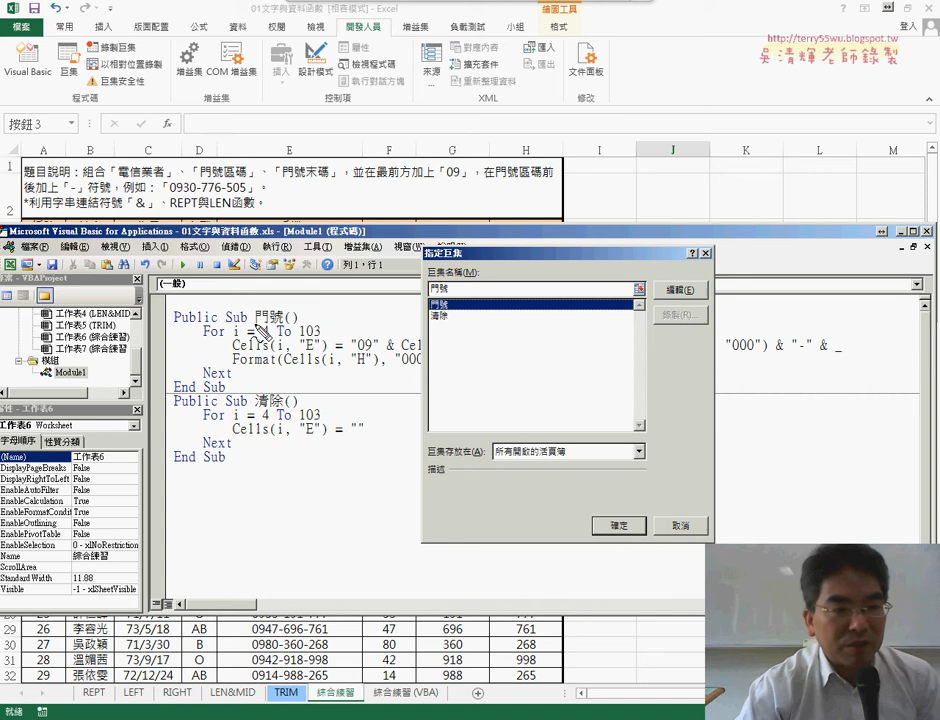 01文字與資料函數.xls [相容模式] - Excel
繪圖工具
檔案 常用 插入 版面配置 公式 資料 校閱 檢視 開發人員 增益集 負載測試 小組 格式
登入
http://terry55wu.blogspot.tw
吳清輝老師錄製
Visual Basic 巨集 錄製巨集 以相對位置錄製 巨集安全性
增益集 COM 增益集 插入 設計模式 屬性 檢視程式碼 執行對話方塊
來源 對應內容 擴充套件 重新整理資料 匯入 匯出 文件面板
程式碼 增益集 控制項 XML 修改
按鈕 3
fx
A B C D E F G H I J K L M
1 題目說明：組合「電信業者」、「門號區碼」、「門號末碼」，並在最前方加上「09」，在門號區碼前
後加上「-」符號，例如：「0930-776-505」。
2 *利用字串連結符號「&」、REPT與LEN函數。
Microsoft Visual Basic for Applications - 01文字與資料函數.xls - [Module1 (程式碼)]
檔案(F) 編輯(E) 檢視(V) 插入(I) 格式(O) 偵錯(D) 執行(R) 工具(T) 增益集(A) 視窗(W)
列 1，行 1
專案 - VBAProject
(一般)
工作表4 (LEN&MID
工作表5 (TRIM)
工作表6 (綜合練習
工作表7 (綜合練習
模組
Module1
屬性 - 工作表6
工作表6 Worksheet
字母順序 性質分類
(Name) 工作表6
DisplayPageBreaks False
DisplayRightToLeft False
EnableAutoFilter False
EnableCalculation True
EnableFormatCondit True
EnableOutlining False
EnablePivotTable False
EnableSelection 0 - xlNoRestriction
Name 綜合練習
ScrollArea
Standard Width 11.88
Visible -1 - xlSheetVisible
Public Sub 門號()
For i = 4 To 103
Cells(i, "E") = "09" & Cel
"000") & "-" & _
Format(Cells(i, "H"), "000
Next
End Sub
Public Sub 清除()
For i = 4 To 103
Cells(i, "E") = ""
Next
End Sub
指定巨集
巨集名稱(M):
門號
門號
清除
編輯(E)
錄製(R)...
巨集存放在(A): 所有開啟的活頁簿
描述
確定 取消
29 26 李容光 73/5/18 AB 0947-696-761 47 696 761
30 27 吳政穎 71/3/30 B 0980-360-268 80 360 268
31 28 溫媚茜 73/9/17 O 0942-918-998 42 918 998
32 29 張依雯 72/12/24 AB 0914-988-265 14 988 265
REPT LEFT RIGHT LEN&MID TRIM 綜合練習 綜合練習 (VBA)
就緒